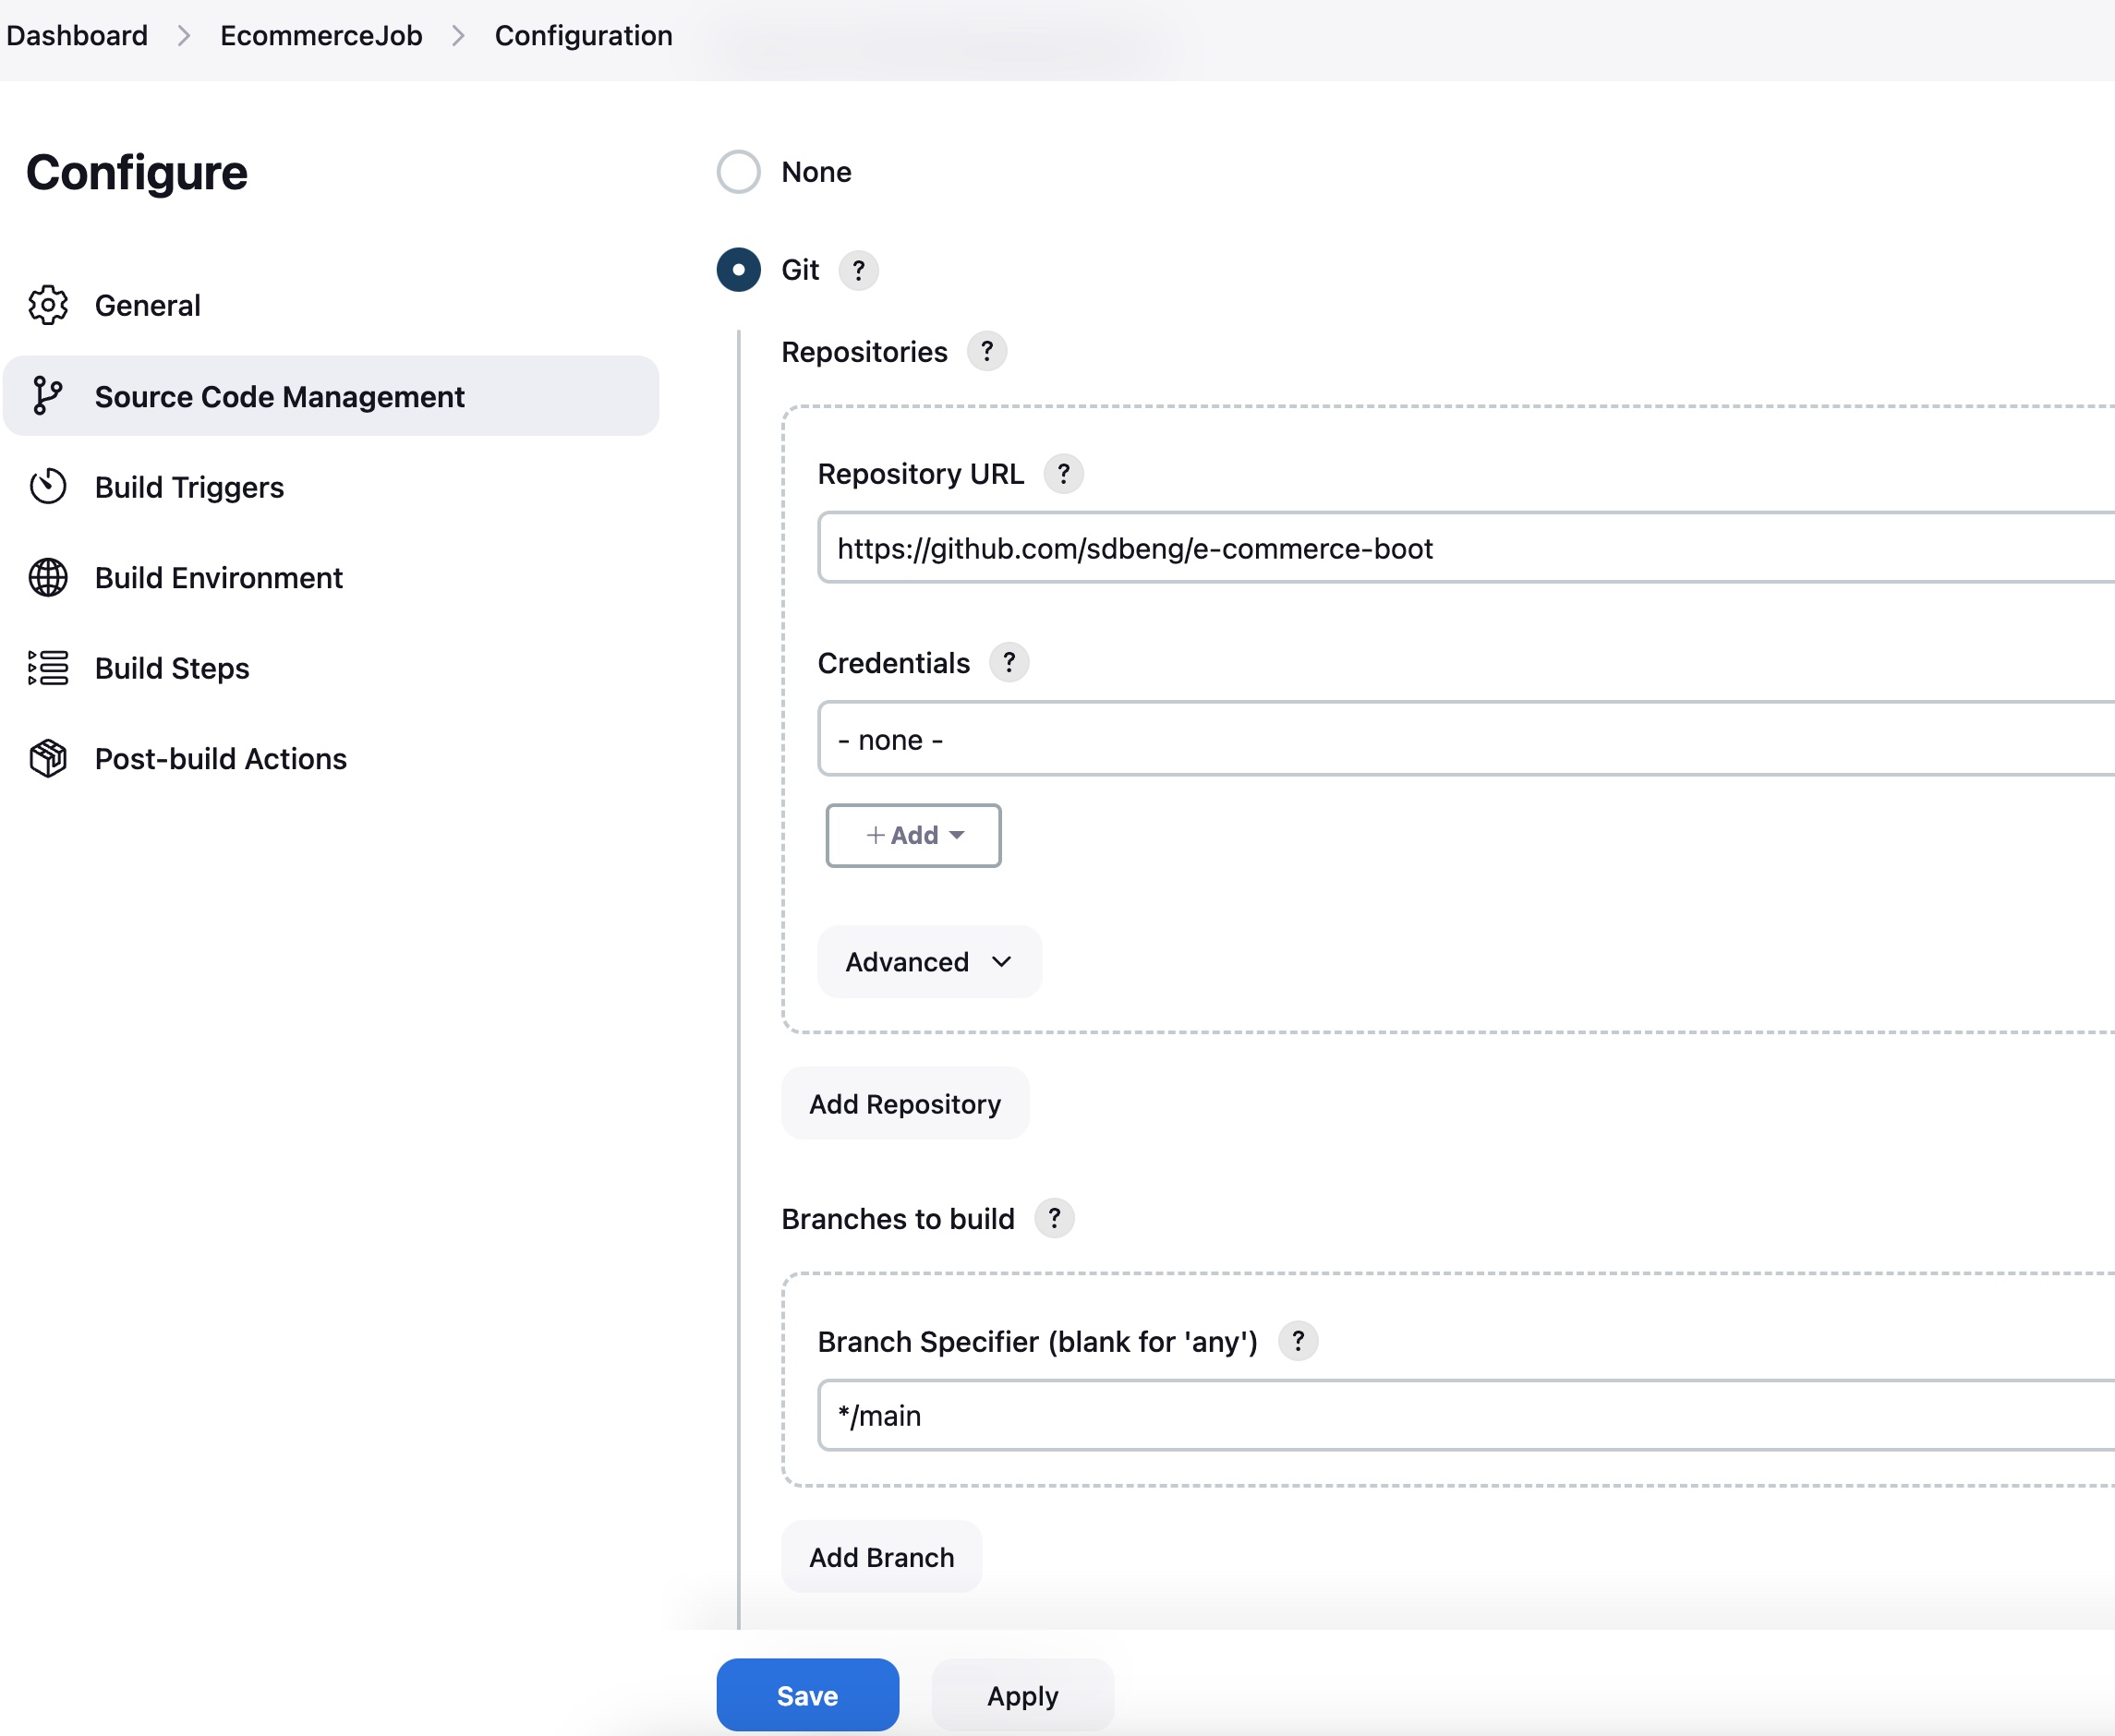 Dashboard > EcommerceJob > Configuration
Configure
General
Source Code Management
Build Triggers
Build Environment
Build Steps
Post-build Actions
None
Git ?
Repositories ?
Repository URL ?
https://github.com/sdbeng/e-commerce-boot
Credentials ?
- none -
+ Add
Advanced
Add Repository
Branches to build ?
Branch Specifier (blank for 'any') ?
*/main
Add Branch
Save Apply